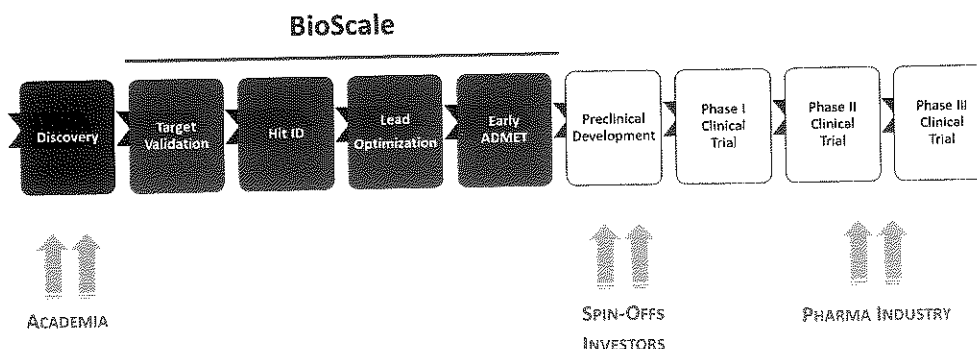 BioScale
Discovery
Target
Validation
Hit ID
Lead
Optimization
Early
ADMET
Preclinical
Development
Phase I
Clinical
Trial
Phase II
Clinical
Trial
Phase III
Clinical
Trial
ACADEMIA
SPIN-OFFS
INVESTORS
PHARMA INDUSTRY